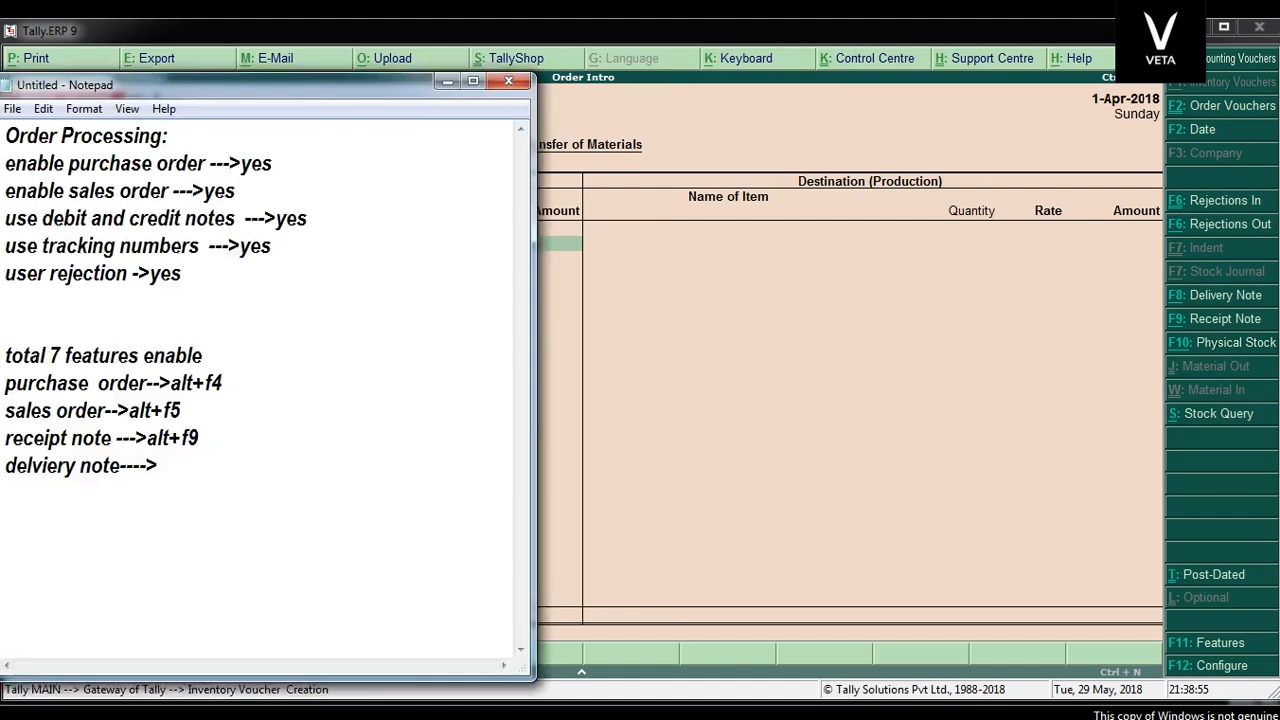 Tally.ERP 9
P: Print
E: Export
M: E-Mail
O: Upload
S: TallyShop
G: Language
K: Keyboard
K: Control Centre
H: Support Centre
H: Help
VETA
Untitled - Notepad
File Edit Format View Help
Order Processing:
enable purchase order --->yes
enable sales order --->yes
use debit and credit notes --->yes
use tracking numbers --->yes
user rejection ->yes
total 7 features enable
purchase order-->alt+f4
sales order-->alt+f5
receipt note --->alt+f9
delviery note---->
Order Intro
1-Apr-2018
Sunday
nsfer of Materials
Destination (Production)
Name of Item
Amount
Quantity Rate Amount
ounting Vouchers
Inventory Vouchers
F2: Order Vouchers
F2: Date
F3: Company
F6: Rejections In
F6: Rejections Out
F7: Indent
F7: Stock Journal
F8: Delivery Note
F9: Receipt Note
F10: Physical Stock
J: Material Out
W: Material In
S: Stock Query
T: Post-Dated
L: Optional
F11: Features
F12: Configure
Ctrl + N
Tally MAIN --> Gateway of Tally --> Inventory Voucher Creation
© Tally Solutions Pvt Ltd., 1988-2018
Tue, 29 May, 2018
21:38:55
This copy of Windows is not genuine